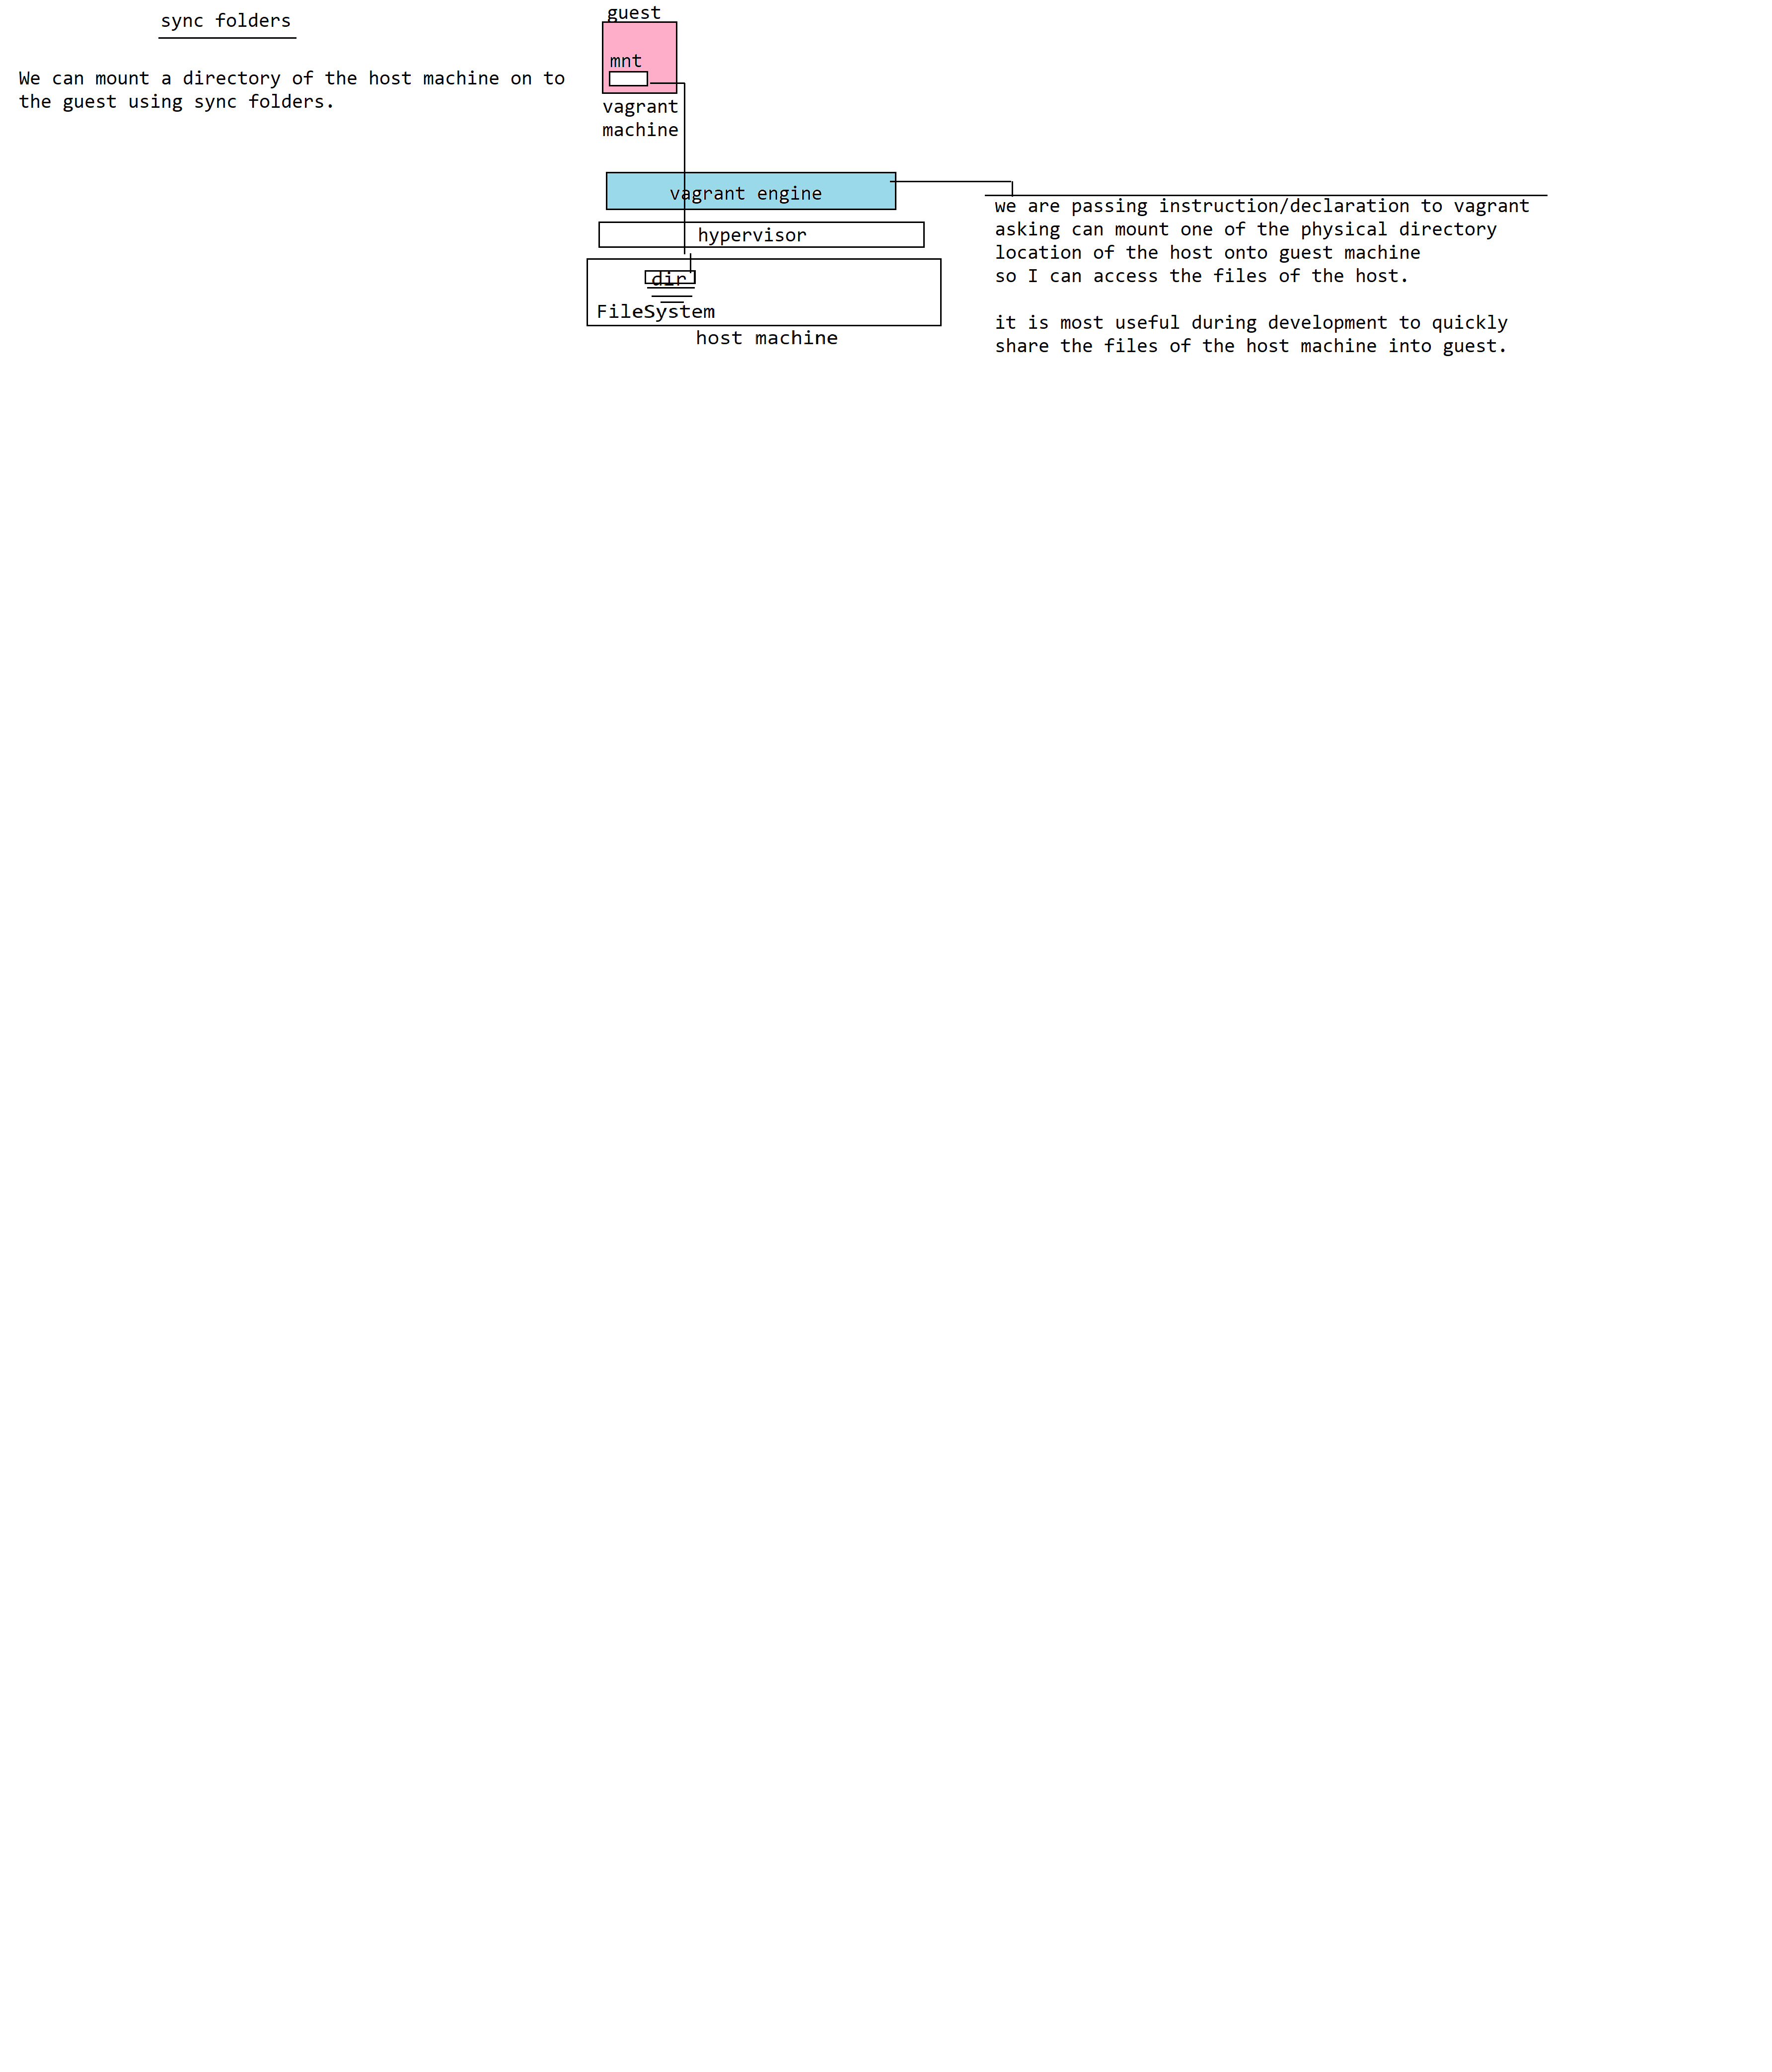 sync folders
We can mount a directory of the host machine on to
the guest using sync folders.
guest
mnt
vagrant
machine
vagrant engine
hypervisor
dir
FileSystem
host machine
we are passing instruction/declaration to vagrant
asking can mount one of the physical directory
location of the host onto guest machine
so I can access the files of the host.
it is most useful during development to quickly
share the files of the host machine into guest.